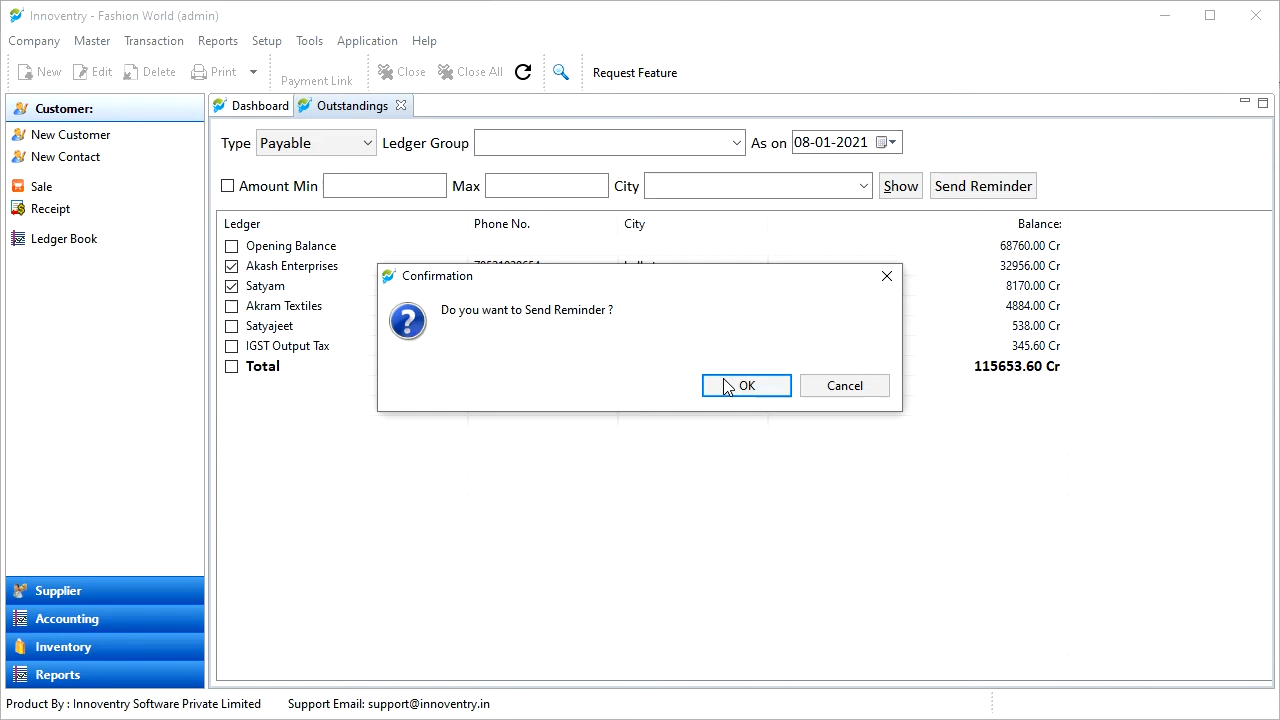 Innoventry - Fashion World (admin)
Company Master Transaction Reports Setup Tools Application Help
New Edit Delete Print Payment Link Close Close All Request Feature
Customer:
New Customer
New Contact
Sale
Receipt
Ledger Book
Supplier
Accounting
Inventory
Reports
Dashboard Outstandings
Type Payable Ledger Group As on 08-01-2021
Amount Min Max City Show Send Reminder
Ledger Phone No. City Balance:
Opening Balance 68760.00 Cr
Akash Enterprises 32956.00 Cr
Satyam 8170.00 Cr
Akram Textiles 4884.00 Cr
Satyajeet 538.00 Cr
IGST Output Tax 345.60 Cr
Total 115653.60 Cr
Confirmation
Do you want to Send Reminder ?
OK Cancel
Product By : Innoventry Software Private Limited Support Email: support@innoventry.in